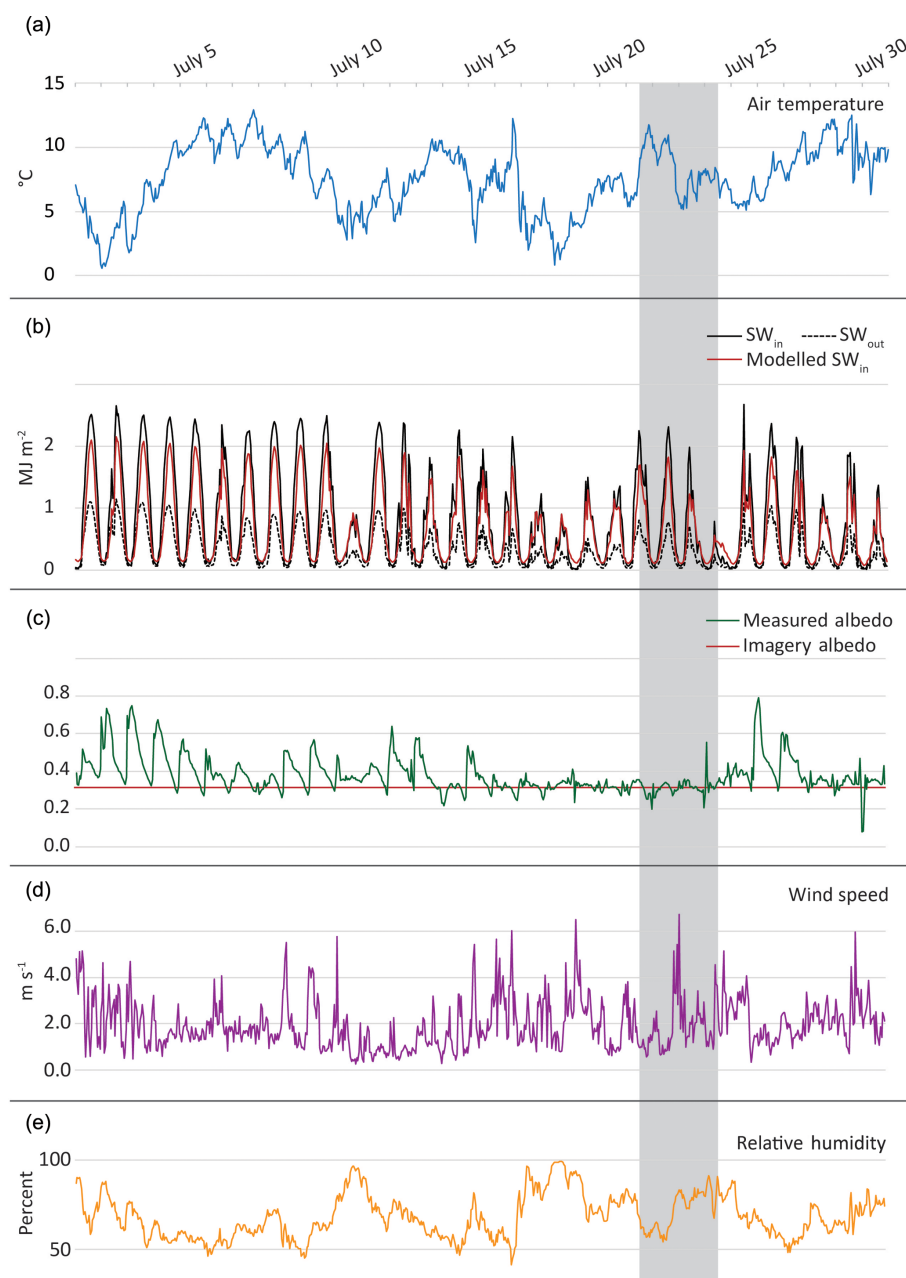 (a)
July 5 July 10 July 15 July 20 July 25 July 30
15
Air temperature
10
°C
5
0
(b)
SWin SWout
Modelled SWin
2
MJ m-2
1
0
(c)
Measured albedo
Imagery albedo
0.8
0.6
0.4
0.2
0.0
(d)
Wind speed
6.0
m s-1
4.0
2.0
0.0
(e)
Relative humidity
100
Percent
50